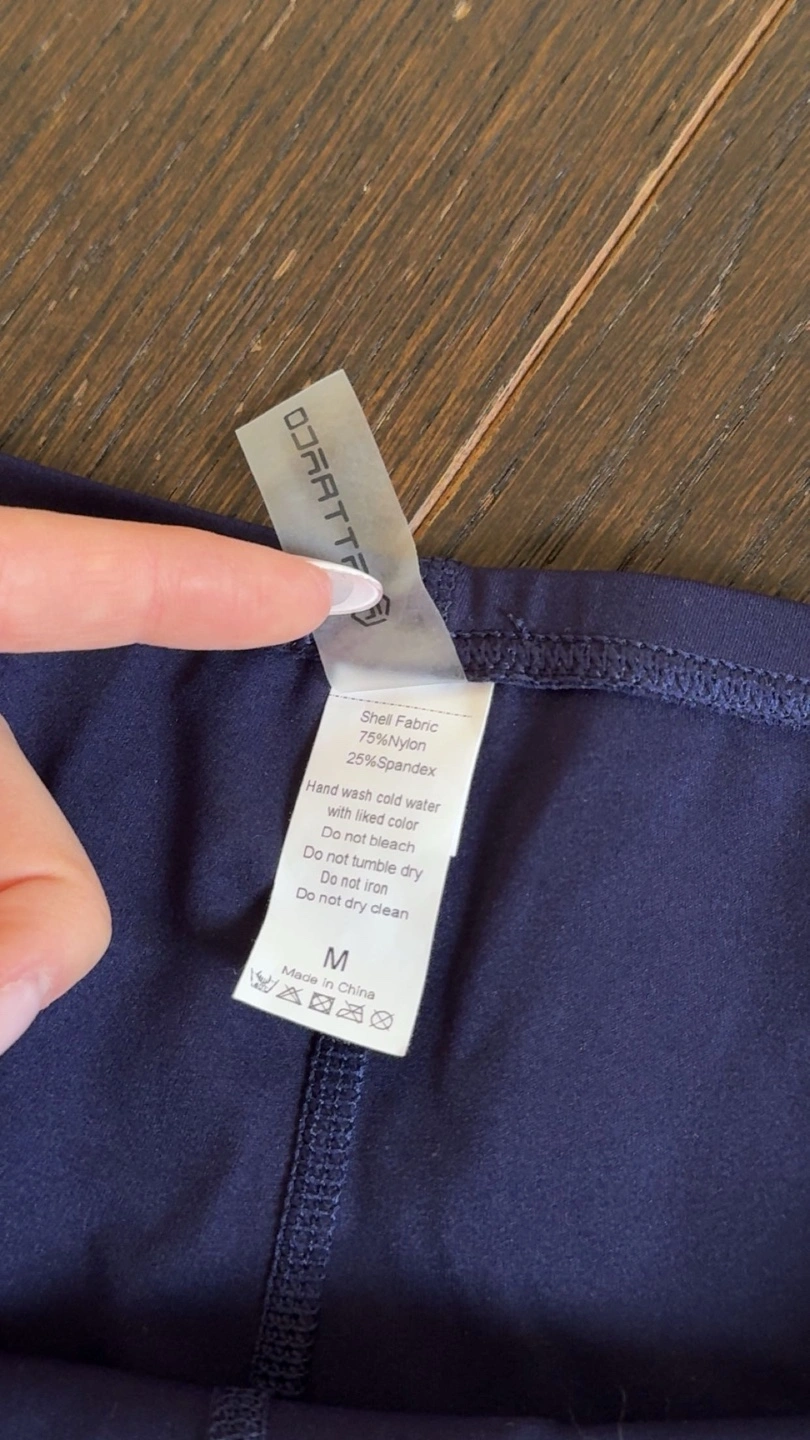 Shell Fabric
75%Nylon
25%Spandex
Hand wash cold water
with liked color
Do not bleach
Do not tumble dry
Do not iron
Do not dry clean
M
Made in China